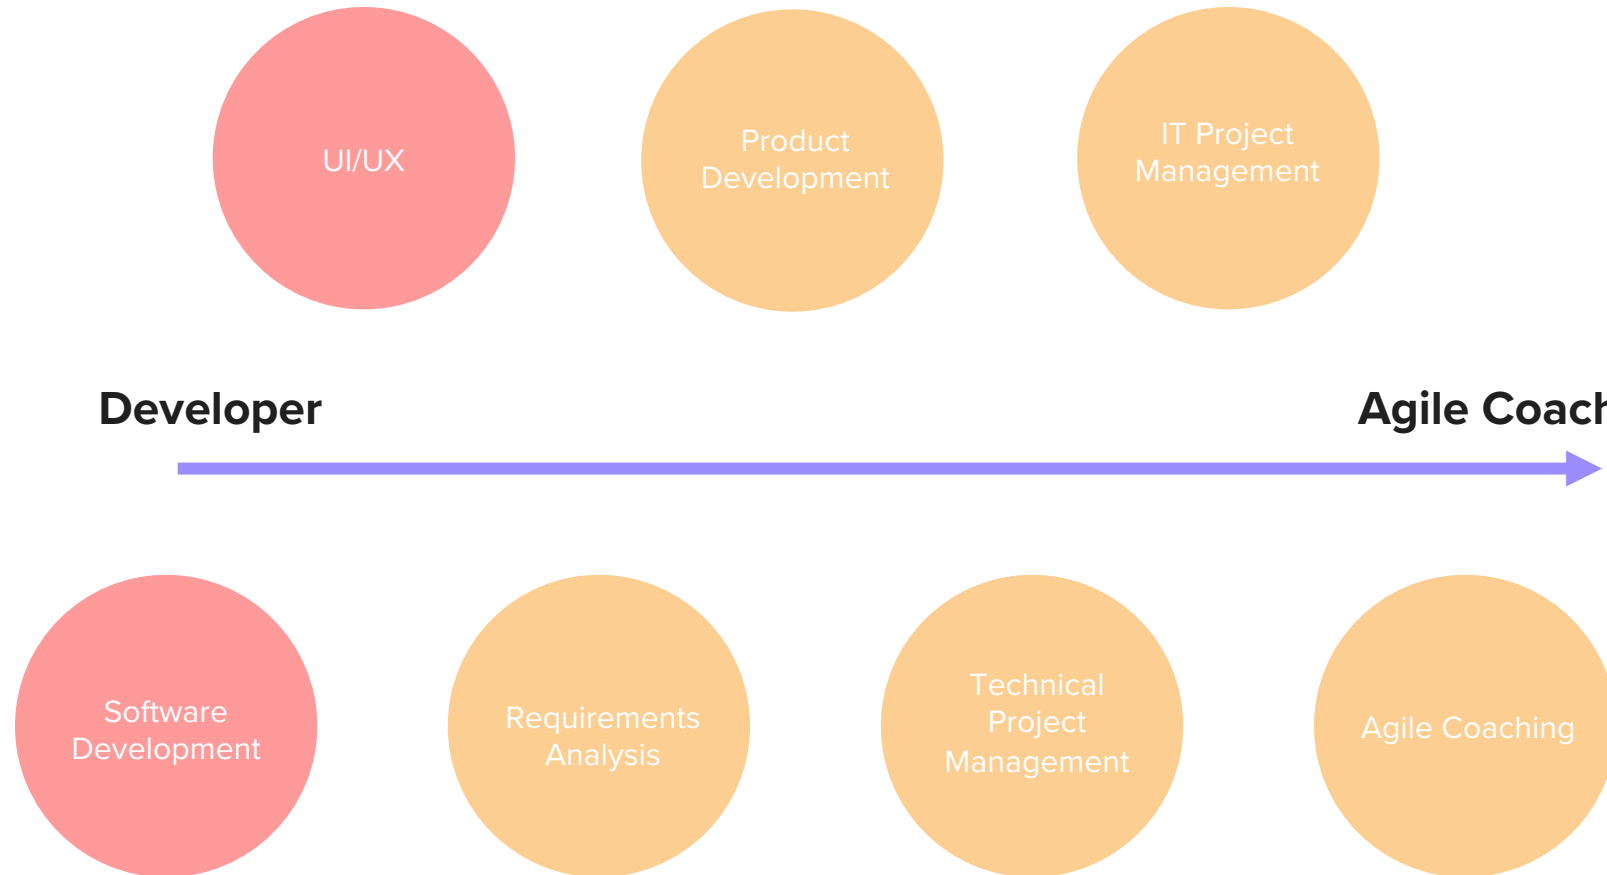 UI/UX
Product
Development
IT Project
Management
Developer
Agile Coach
Software
Development
Requirements
Analysis
Technical
Project
Management
Agile Coaching